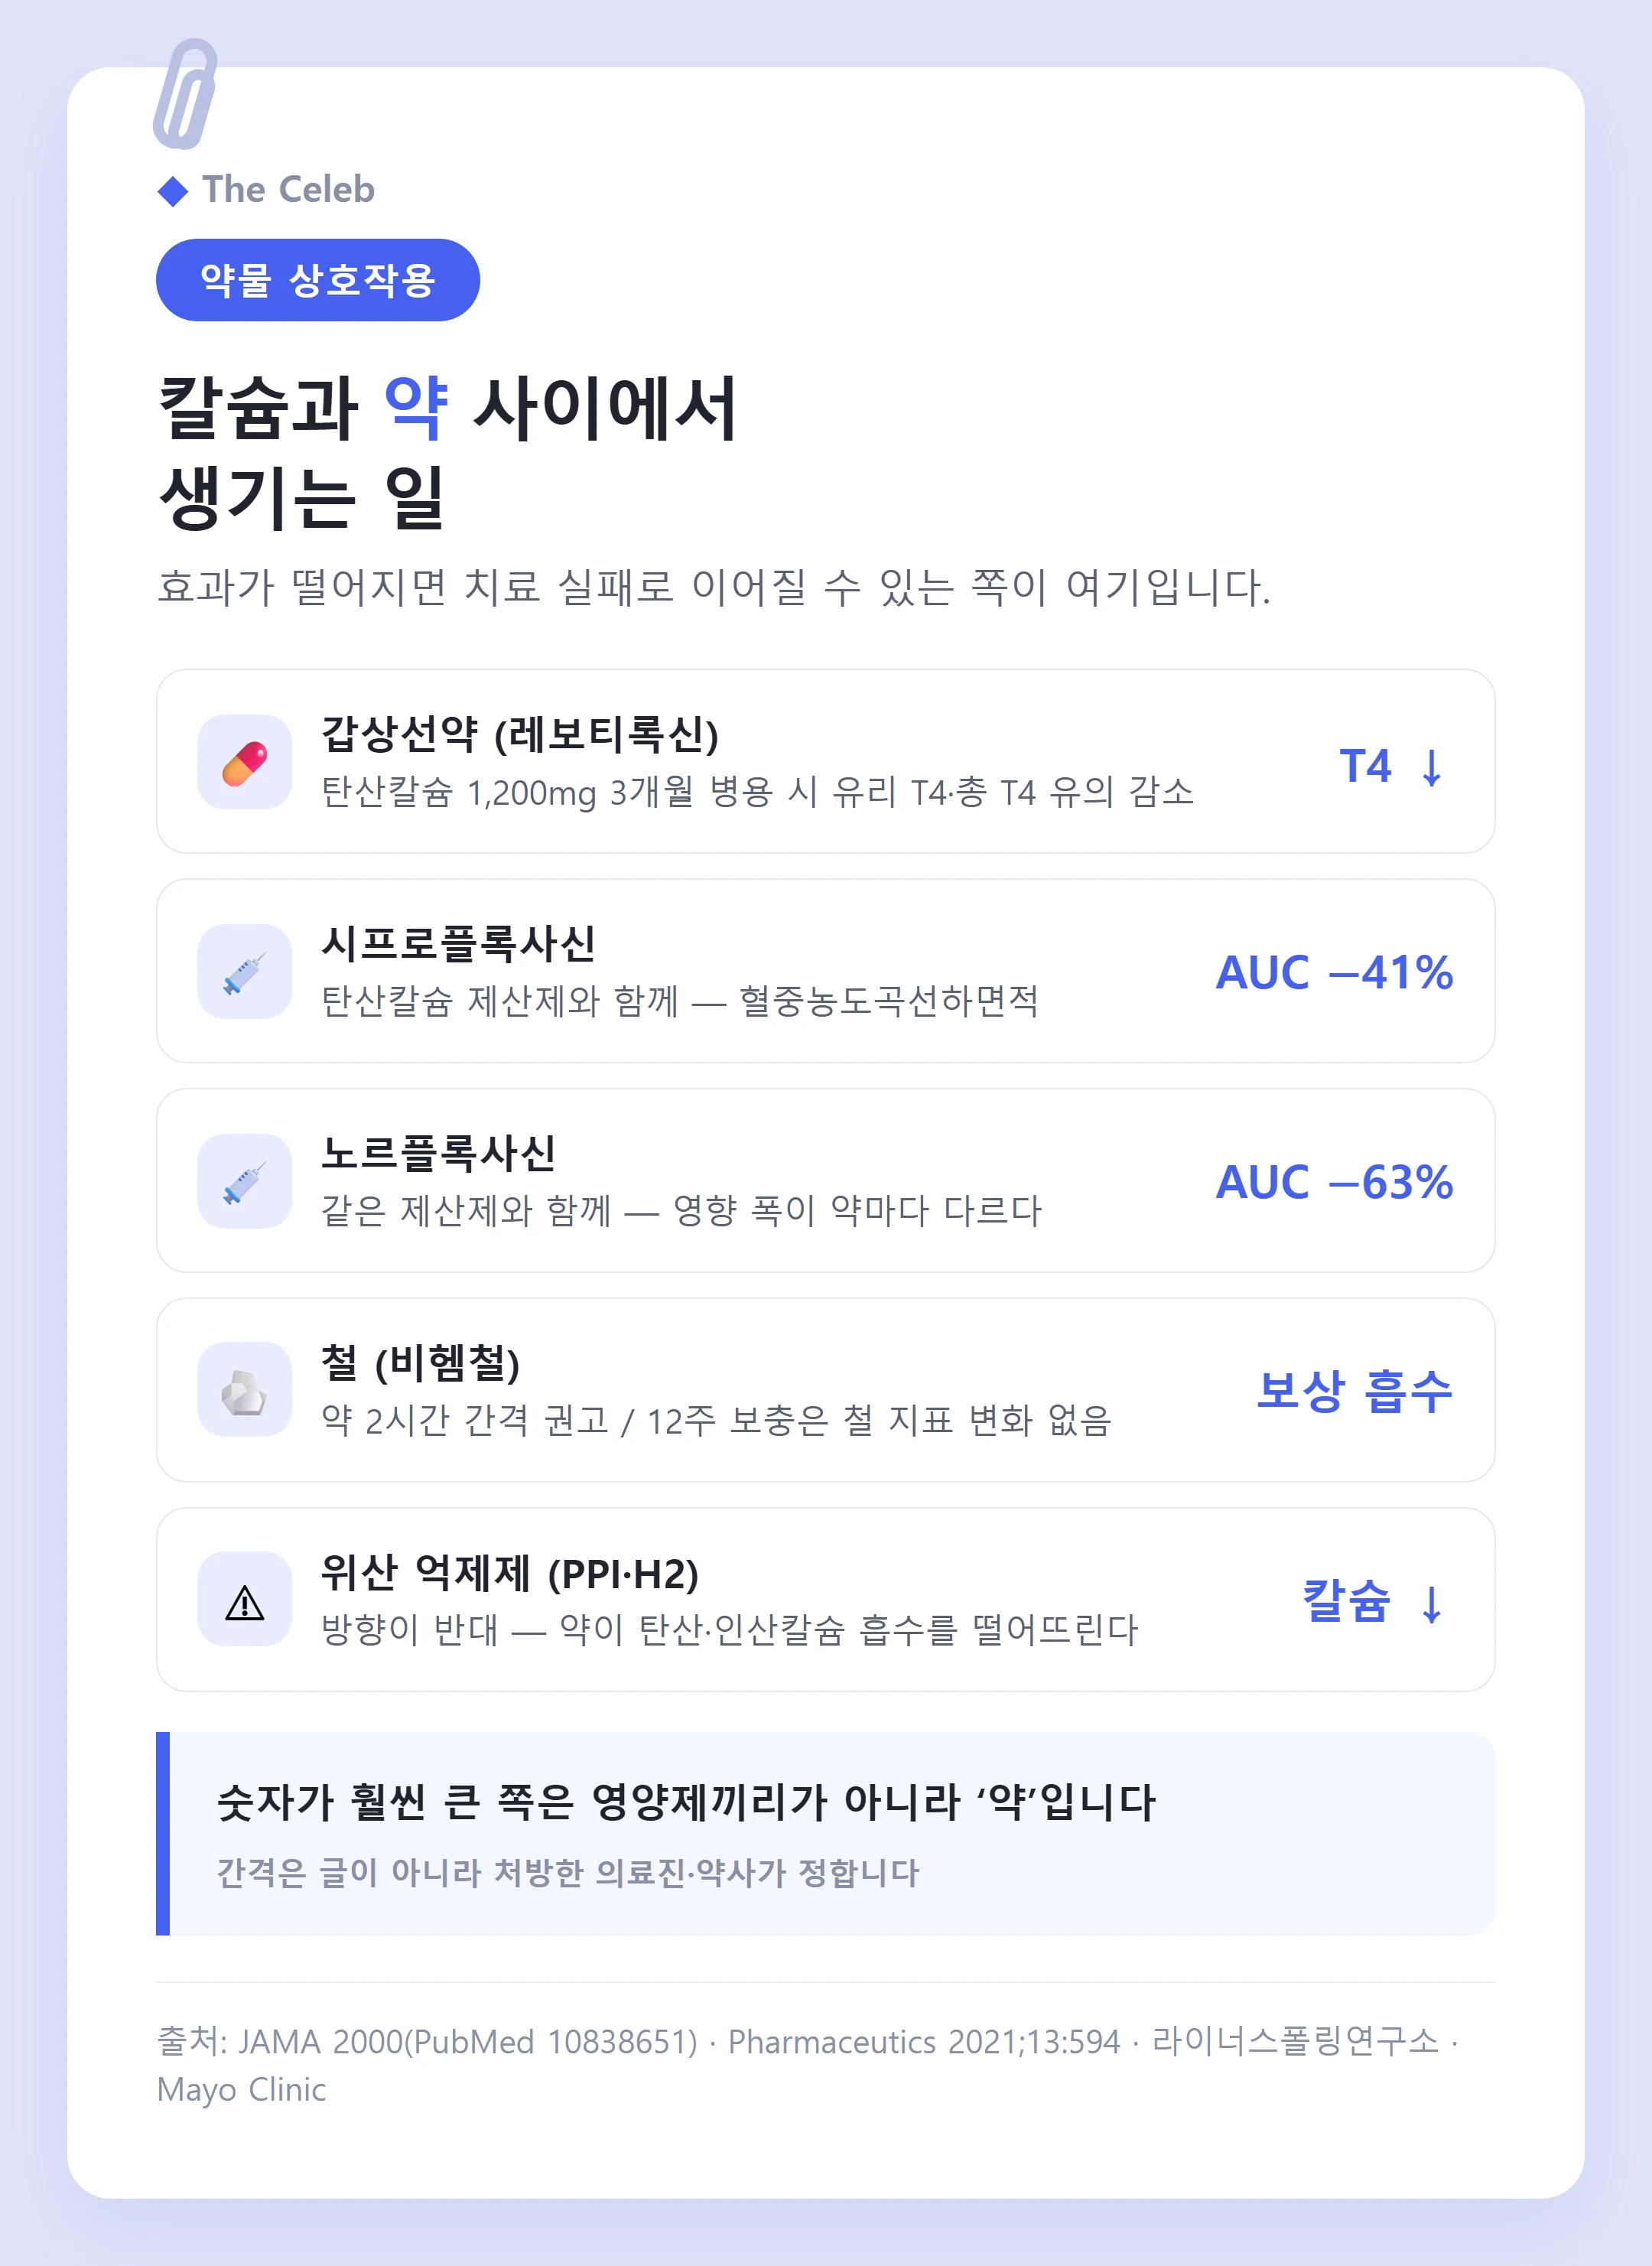 The Celeb
약물 상호작용
칼슘과 약 사이에서
생기는 일
효과가 떨어지면 치료 실패로 이어질 수 있는 쪽이 여기입니다.
갑상선약 (레보티록신)
탄산칼슘 1,200mg 3개월 병용 시 유리 T4·총 T4 유의 감소
T4 ↓
시프로플록사신
탄산칼슘 제산제와 함께 — 혈중농도곡선하면적
AUC −41%
노르플록사신
같은 제산제와 함께 — 영향 폭이 약마다 다르다
AUC −63%
철 (비헴철)
약 2시간 간격 권고 / 12주 보충은 철 지표 변화 없음
보상 흡수
위산 억제제 (PPI·H2)
방향이 반대 — 약이 탄산·인산칼슘 흡수를 떨어뜨린다
칼슘 ↓
숫자가 훨씬 큰 쪽은 영양제끼리가 아니라 ‘약’입니다
간격은 글이 아니라 처방한 의료진·약사가 정합니다
출처: JAMA 2000(PubMed 10838651) · Pharmaceutics 2021;13:594 · 라이너스폴링연구소 ·
Mayo Clinic